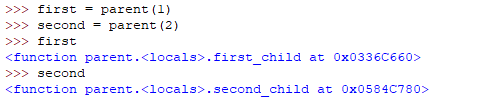 >>> first = parent(1)
>>> second = parent(2)
>>> first
<function parent.<locals>.first_child at 0x0336C660>
>>> second
<function parent.<locals>.second_child at 0x0584C780>